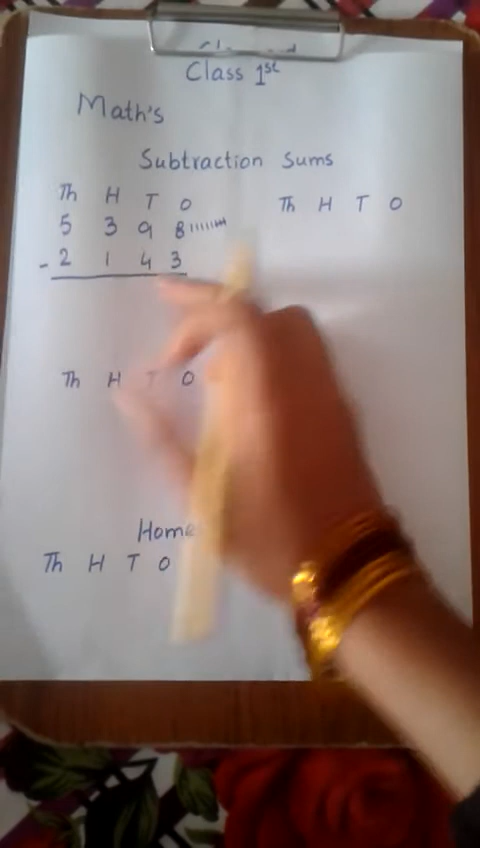 Class 1st
Math's
Subtraction Sums
Th H T O
5 3 9 8
- 2 1 4 3
Th H T O
Th H T O
Home
Th H T O